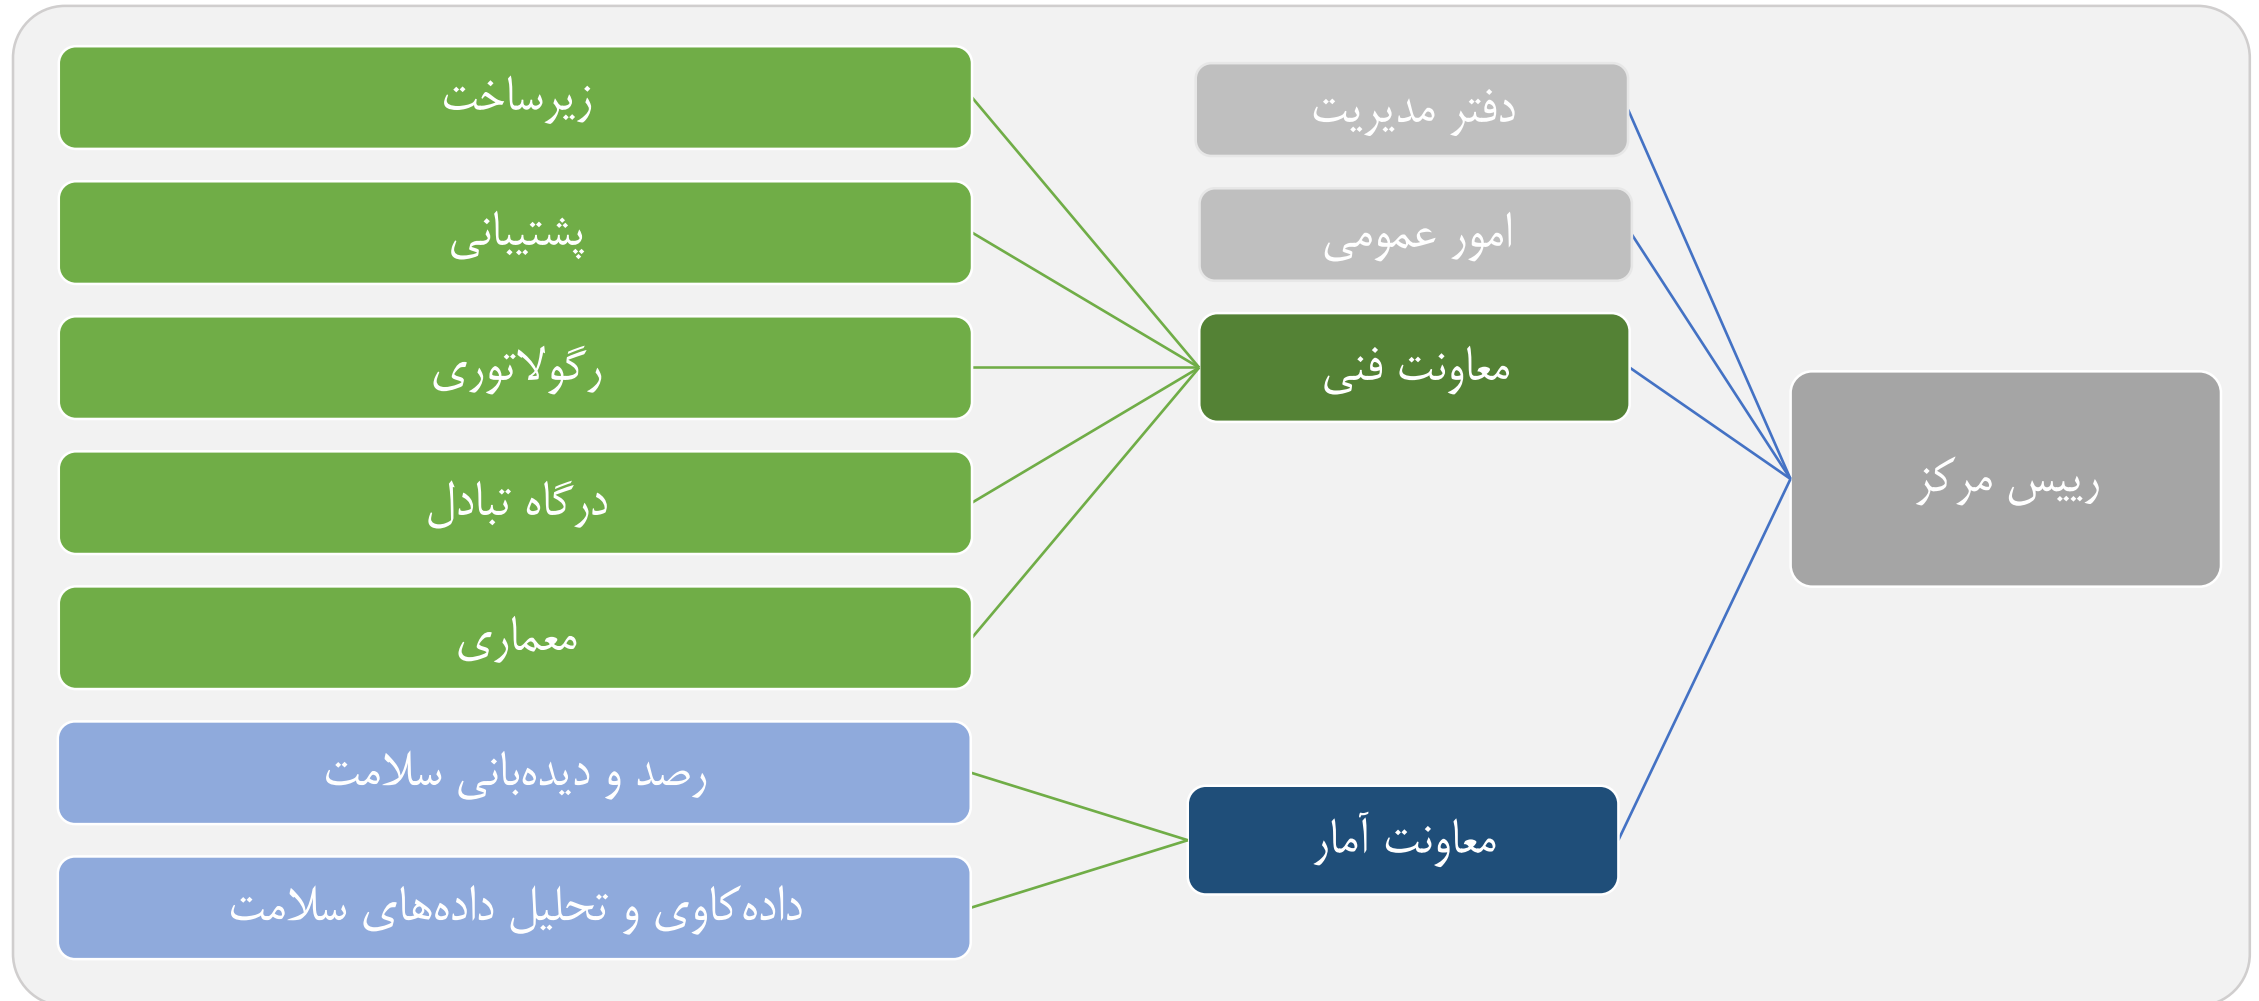 رییس مرکز
دفتر مدیریت
امور عمومی
معاونت فنی
زیرساخت
پشتیبانی
رگولاتوری
درگاه تبادل
معماری
معاونت آمار
رصد و دیده‌بانی سلامت
داده‌کاوی و تحلیل داده‌های سلامت